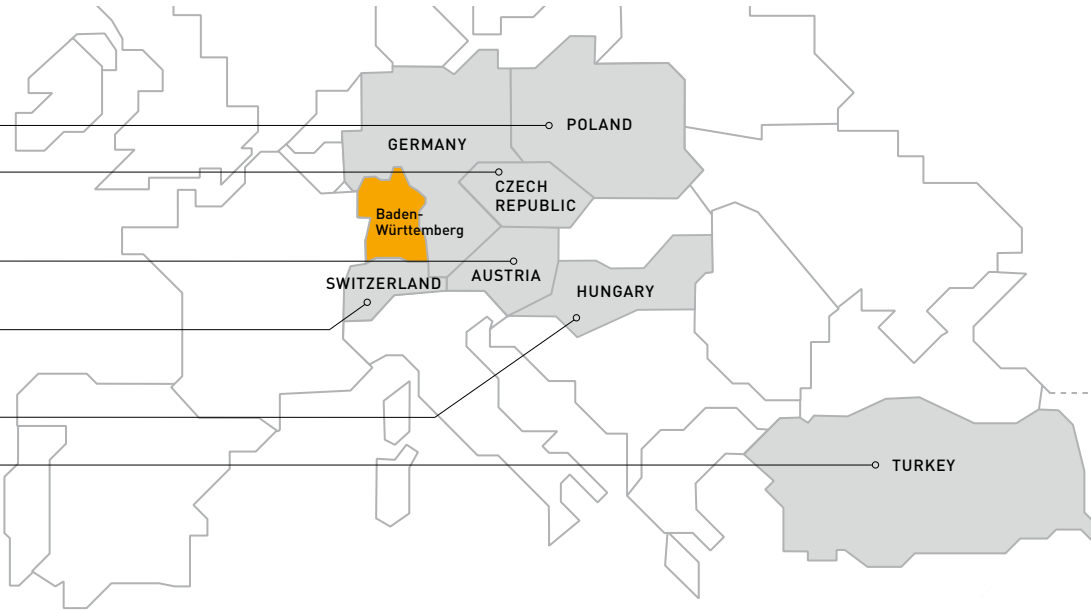 POLAND
GERMANY
CZECH
REPUBLIC
Baden-
Württemberg
AUSTRIA
SWITZERLAND
HUNGARY
TURKEY